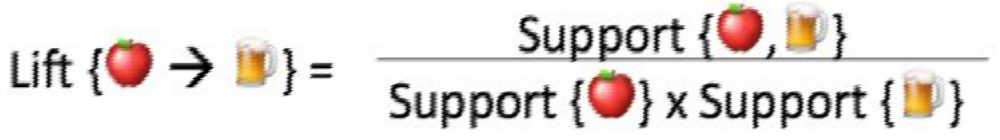 Lift {🍎 → 🍺} = Support {🍎, 🍺}
Support {🍎} x Support {🍺}